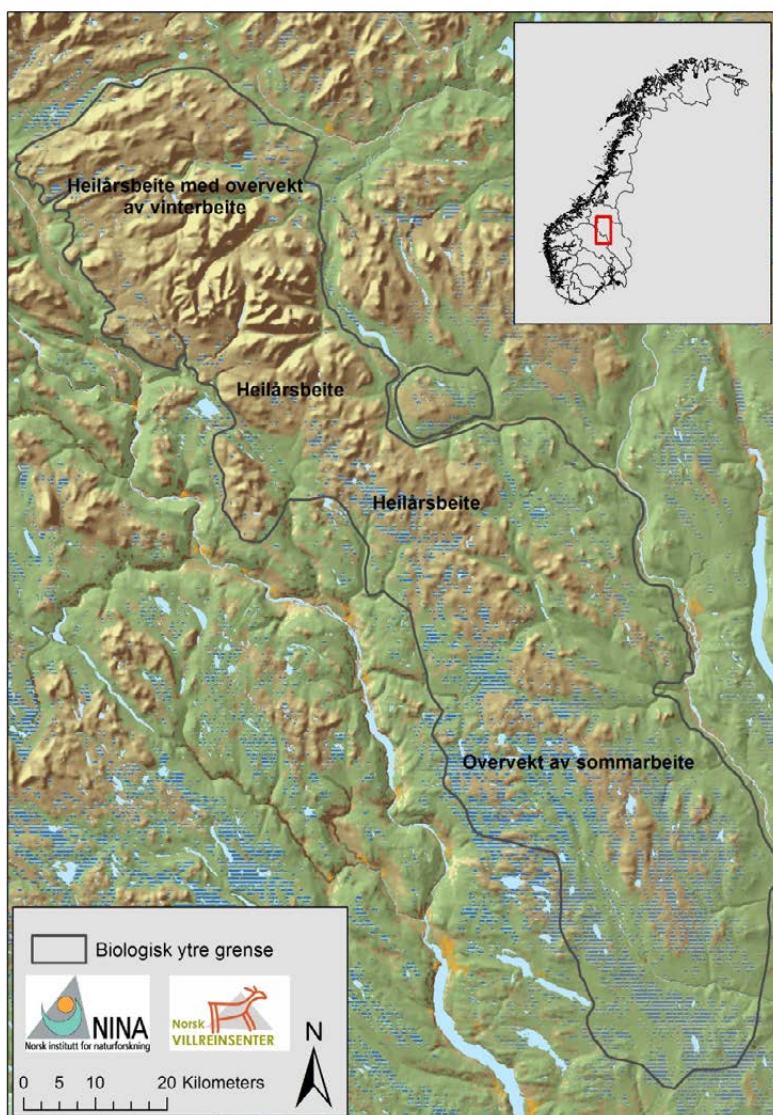 Heilårsbeite med overvekt
av vinterbeite
Heilårsbeite
Heilårsbeite
Overvekt av sommarbeite
Biologisk ytre grense
NINA
Norsk institutt for naturforskning
Norsk
VILLREINSENTER
N
0 5 10 20 Kilometers